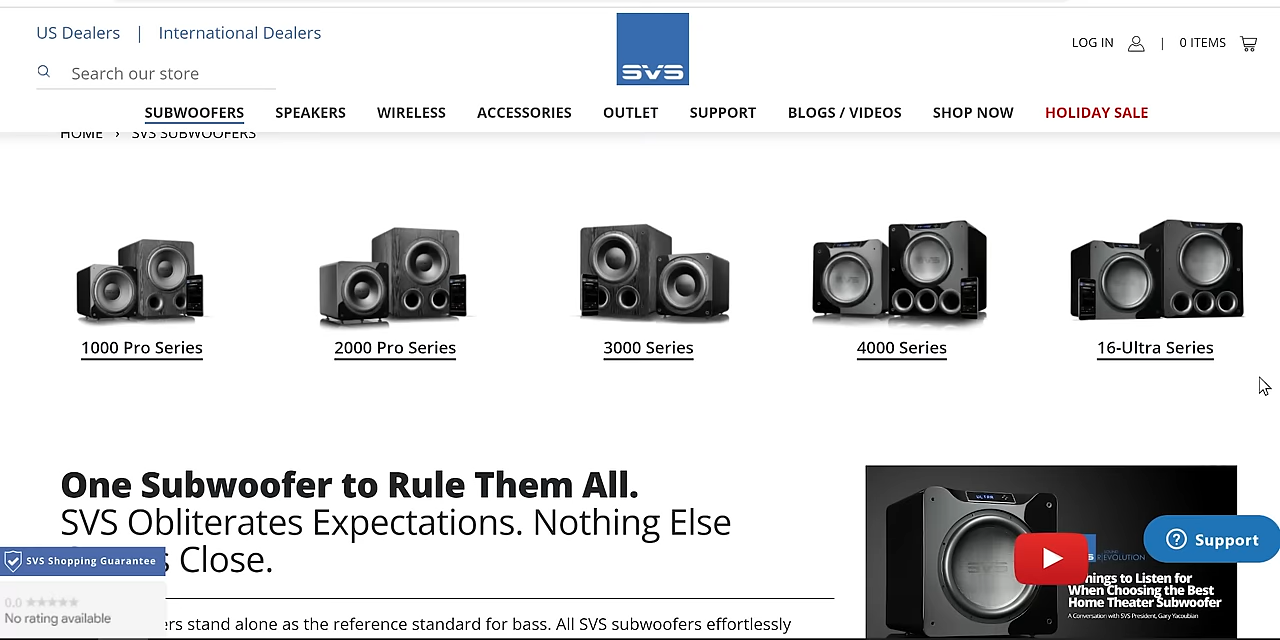 US Dealers | International Dealers
LOG IN | 0 ITEMS
Search our store
SVS
SUBWOOFERS SPEAKERS WIRELESS ACCESSORIES OUTLET SUPPORT BLOGS / VIDEOS SHOP NOW HOLIDAY SALE
HOME › SVS SUBWOOFERS
1000 Pro Series
2000 Pro Series
3000 Series
4000 Series
16-Ultra Series
One Subwoofer to Rule Them All.
SVS Obliterates Expectations. Nothing Else
Close.
SVS Shopping Guarantee
0.0 ★★★★★
No rating available
stand alone as the reference standard for bass. All SVS subwoofers effortlessly
ULTRA
SVS
Support
to Listen for
When Choosing the Best
Home Theater Subwoofer
A Conversation with SVS President, Gary Yacoubian